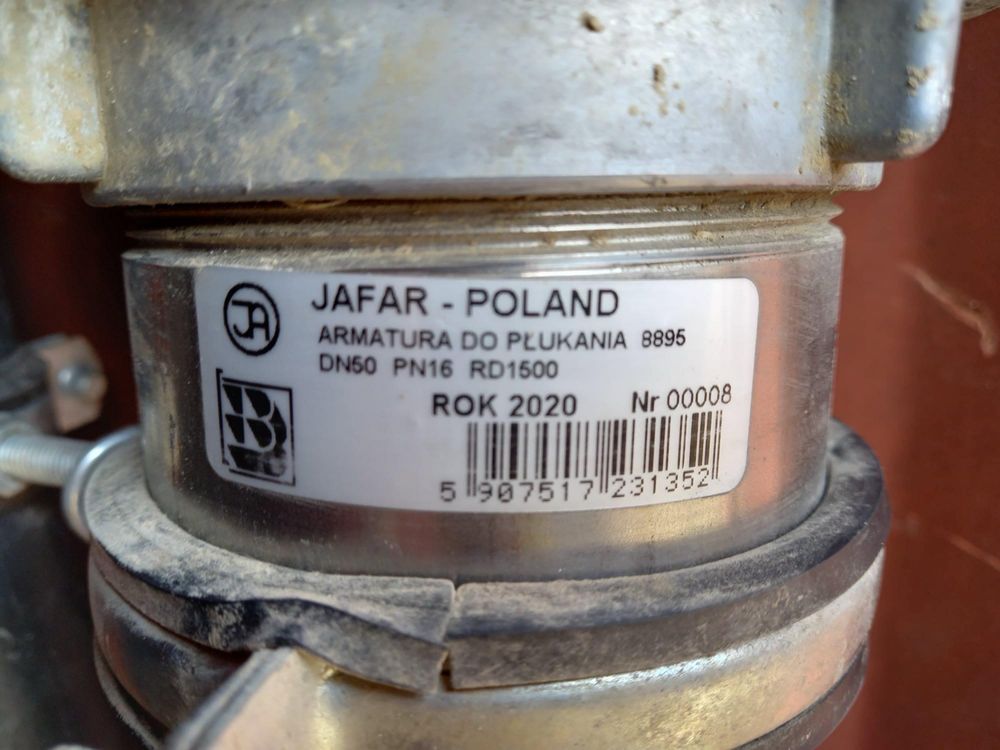 JA
JAFAR - POLAND
ARMATURA DO PŁUKANIA 8895
DN50 PN16 RD1500
ROK 2020 Nr 00008
B
5 907517 231352